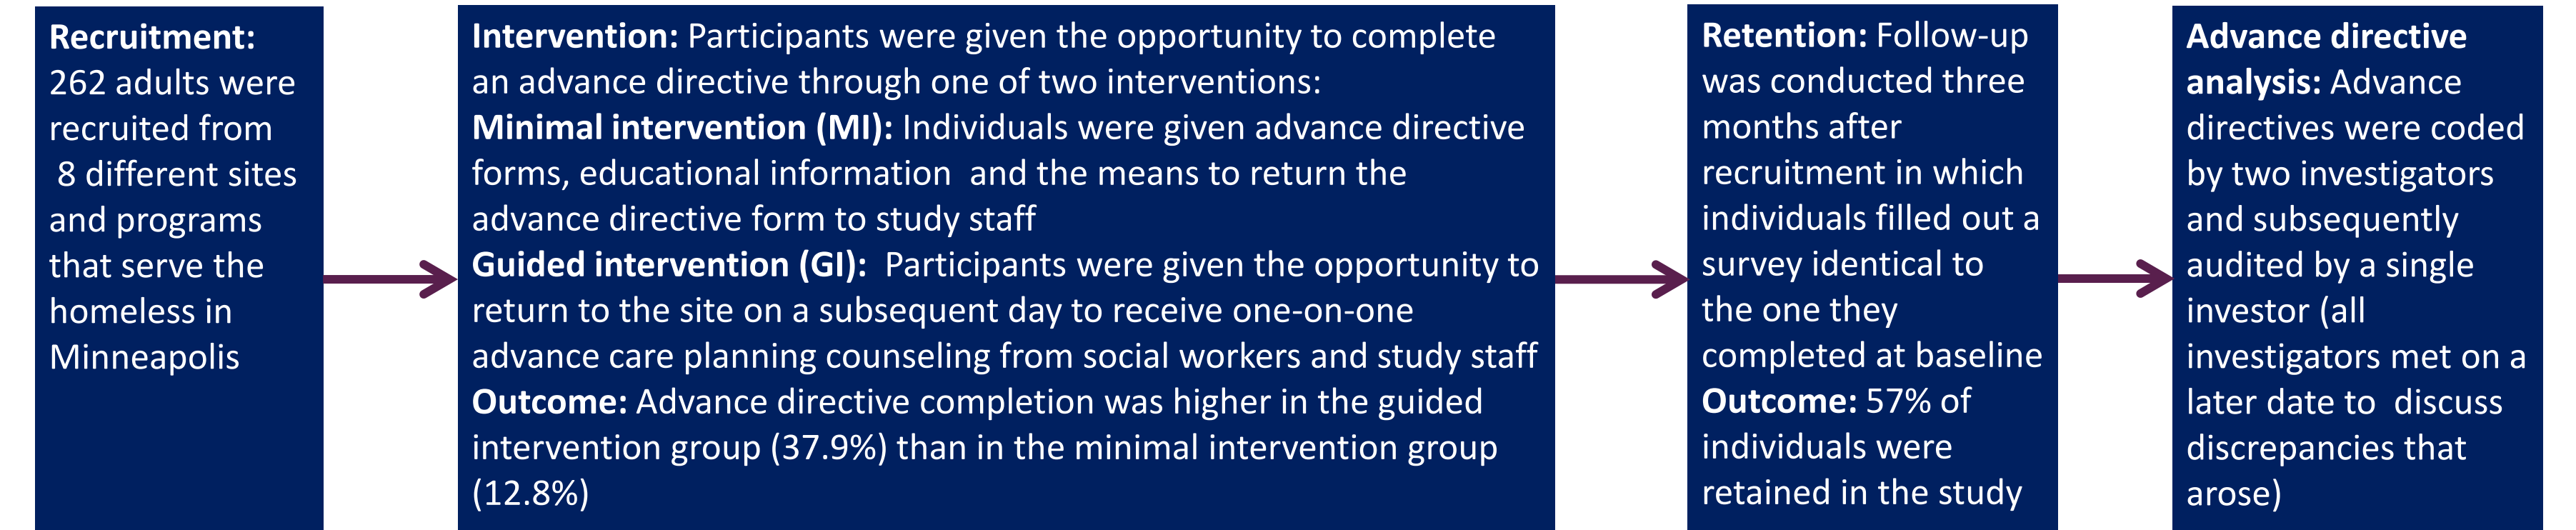 Recruitment:
262 adults were
recruited from
8 different sites
and programs
that serve the
homeless in
Minneapolis
Intervention: Participants were given the opportunity to complete
an advance directive through one of two interventions:
Minimal intervention (MI): Individuals were given advance directive
forms, educational information and the means to return the
advance directive form to study staff
Guided intervention (GI): Participants were given the opportunity to
return to the site on a subsequent day to receive one-on-one
advance care planning counseling from social workers and study staff
Outcome: Advance directive completion was higher in the guided
intervention group (37.9%) than in the minimal intervention group
(12.8%)
Retention: Follow-up
was conducted three
months after
recruitment in which
individuals filled out a
survey identical to
the one they
completed at baseline
Outcome: 57% of
individuals were
retained in the study
Advance directive
analysis: Advance
directives were coded
by two investigators
and subsequently
audited by a single
investor (all
investigators met on a
later date to discuss
discrepancies that
arose)